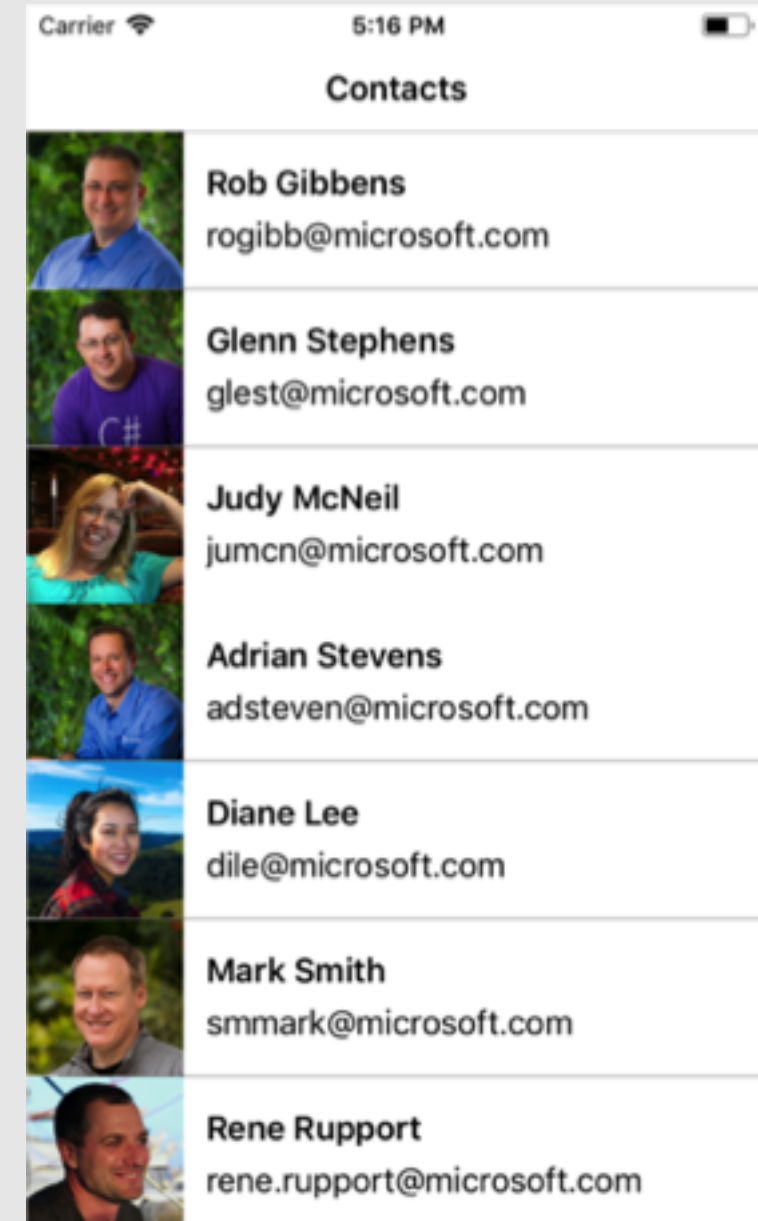 Carrier 5:16 PM
Contacts
Rob Gibbens
rogibb@microsoft.com
Glenn Stephens
glest@microsoft.com
C#
Judy McNeil
jumcn@microsoft.com
Adrian Stevens
adsteven@microsoft.com
Diane Lee
dile@microsoft.com
Mark Smith
smmark@microsoft.com
Rene Rupport
rene.rupport@microsoft.com